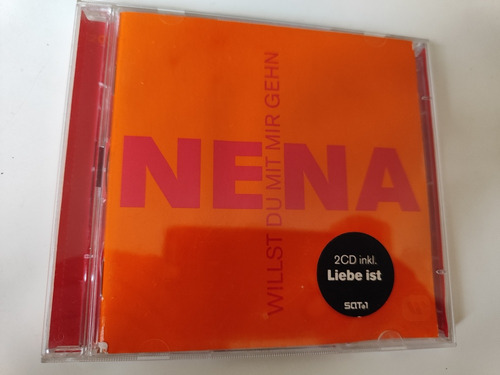 NENA
WILLST DU MIT MIR GEHN
2CD inkl.
Liebe ist
SAT.1